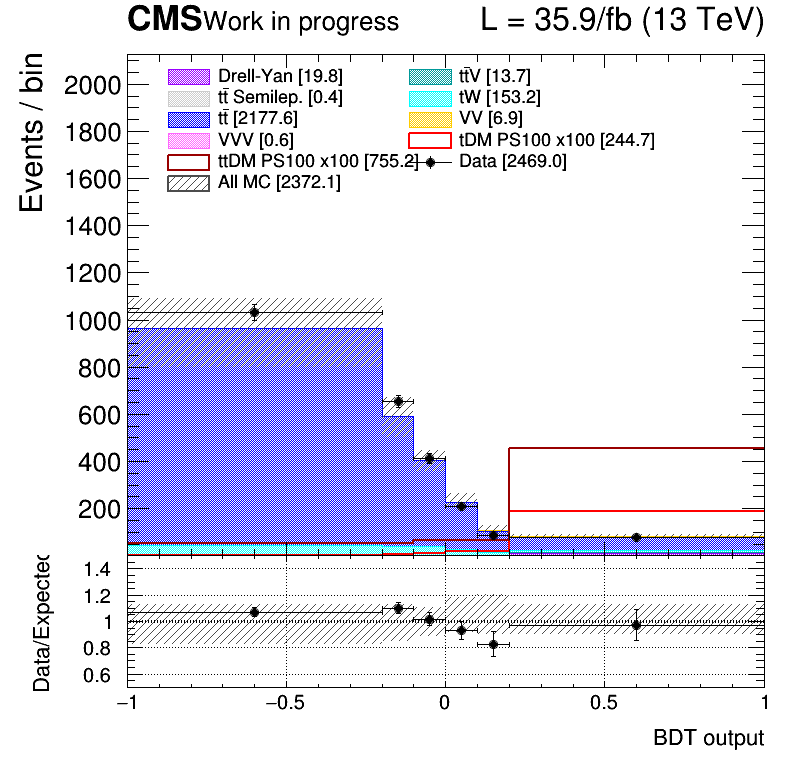 CMS Work in progress L = 35.9/fb (13 TeV)
Events / bin
Drell-Yan [19.8] tt̄V [13.7]
tt̄ Semilep. [0.4] tW [153.2]
tt̄ [2177.6] VV [6.9]
VVV [0.6] tDM PS100 x100 [244.7]
ttDM PS100 x100 [755.2] Data [2469.0]
All MC [2372.1]
2000
1800
1600
1400
1200
1000
800
600
400
200
Data/Expected
1.4
1.2
1
0.8
0.6
−1 −0.5 0 0.5 1
BDT output